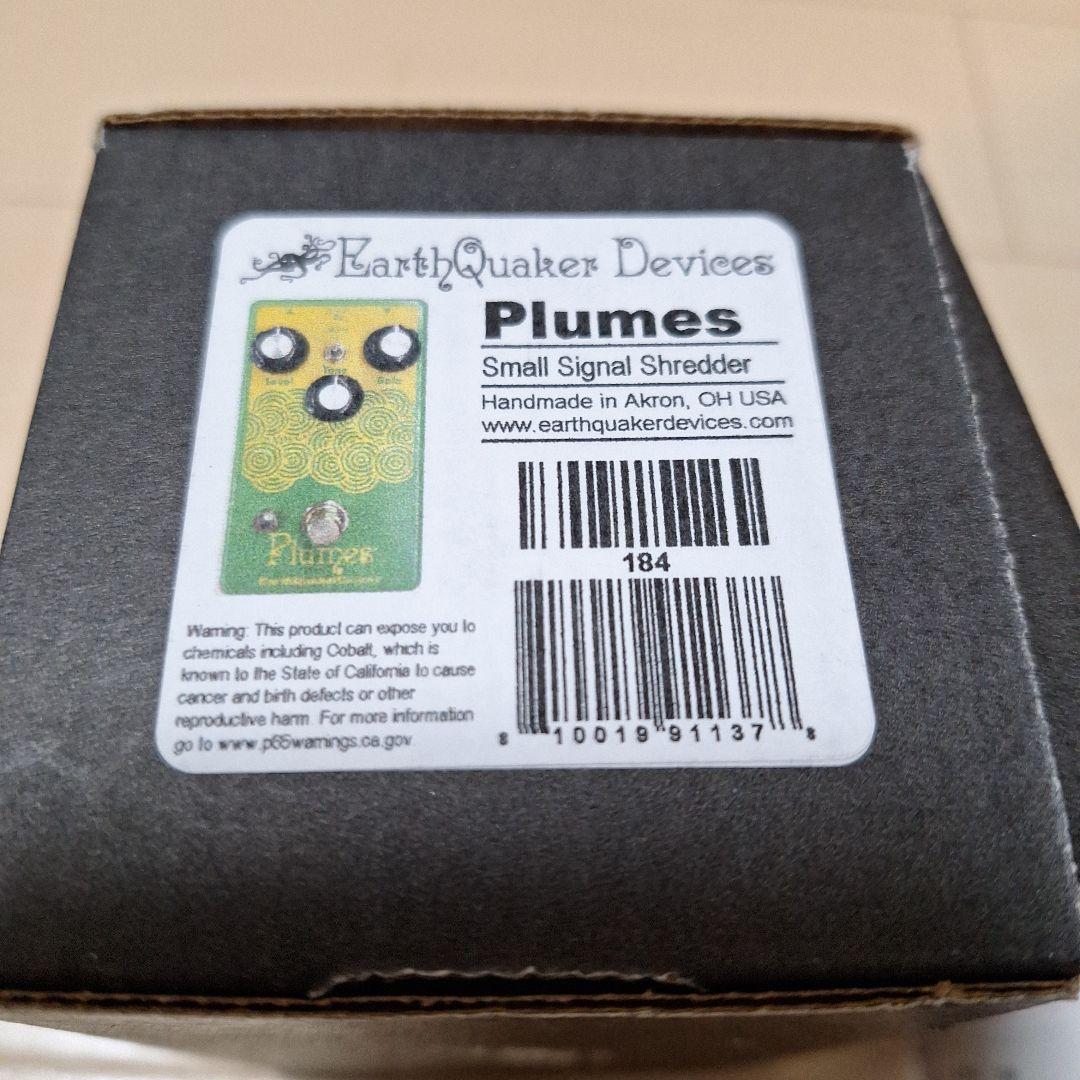 EarthQuaker Devices
Plumes
Small Signal Shredder
Handmade in Akron, OH USA
www.earthquakerdevices.com
Level
Tone
Gain
Plumes
EarthQuaker Devices
184
8 10019 91137 8
Warning: This product can expose you to
chemicals including Cobalt, which is
known to the State of California to cause
cancer and birth defects or other
reproductive harm. For more information
go to www.p65warnings.ca.gov